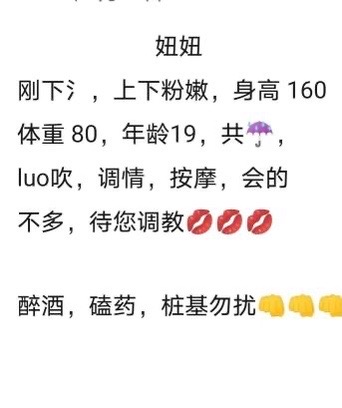 妞妞
刚下氵，上下粉嫩，身高 160
体重 80，年龄19，共☂️，
luo吹，调情，按摩，会的
不多，待您调教💋💋💋
醉酒，磕药，桩基勿扰👊👊👊